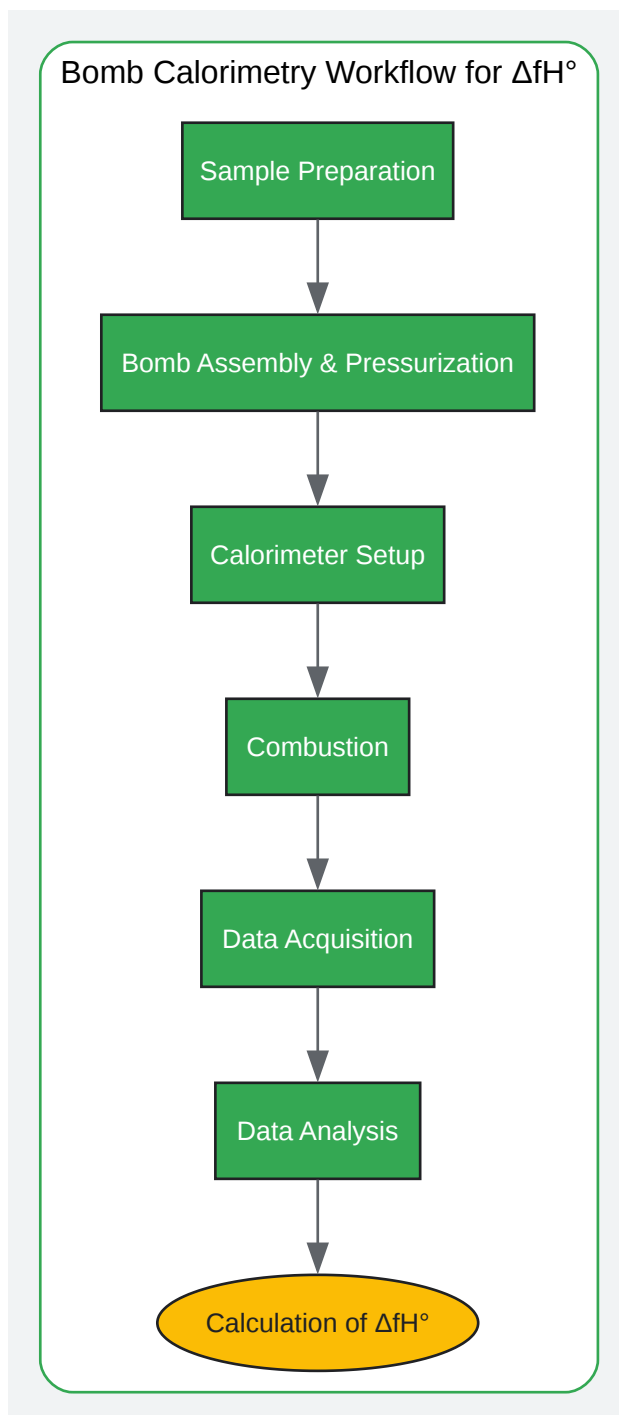 Bomb Calorimetry Workflow for ΔfH°
Sample Preparation
Bomb Assembly & Pressurization
Calorimeter Setup
Combustion
Data Acquisition
Data Analysis
Calculation of ΔfH°